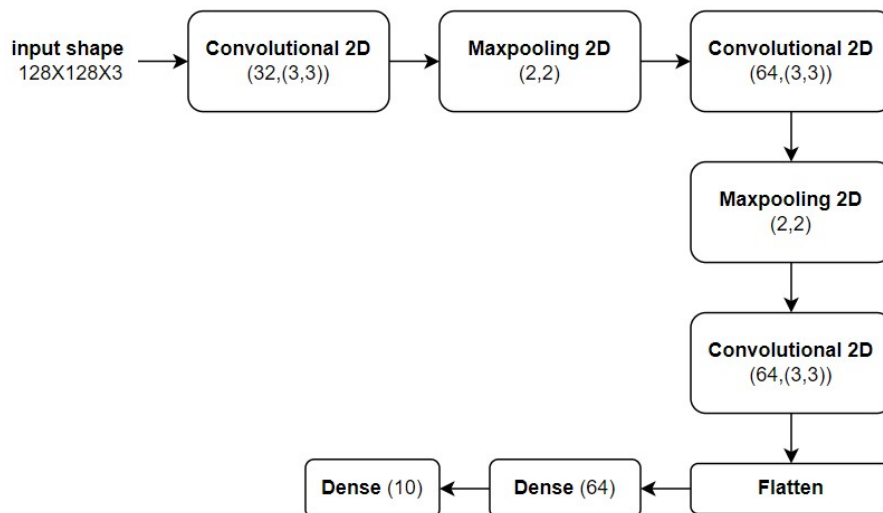 input shape
128X128X3
Convolutional 2D
(32,(3,3))
Maxpooling 2D
(2,2)
Convolutional 2D
(64,(3,3))
Maxpooling 2D
(2,2)
Convolutional 2D
(64,(3,3))
Flatten
Dense (64)
Dense (10)